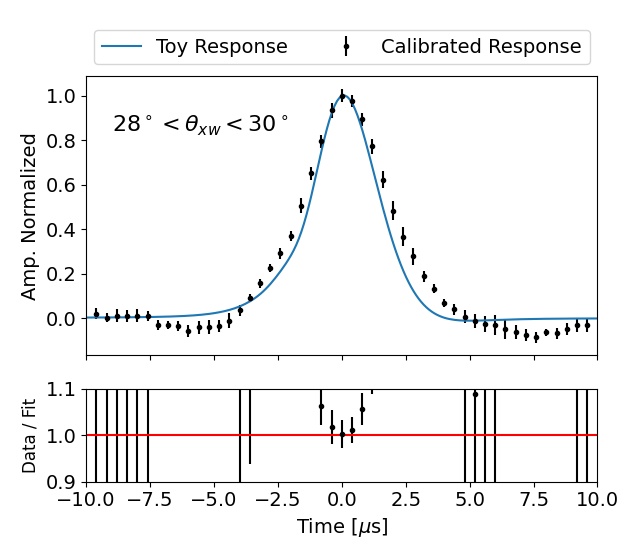 Toy Response Calibrated Response
28° < θxw < 30°
Amp. Normalized
1.0
0.8
0.6
0.4
0.2
0.0
Data / Fit
1.1
1.0
0.9
−10.0 −7.5 −5.0 −2.5 0.0 2.5 5.0 7.5 10.0
Time [μs]